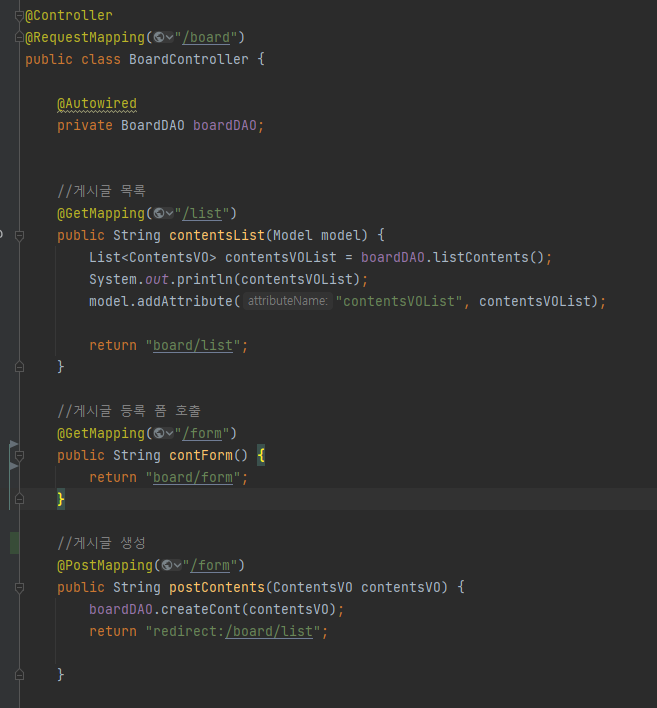 @Controller
@RequestMapping("/board")
public class BoardController {
@Autowired
private BoardDAO boardDAO;
//게시글 목록
@GetMapping("/list")
public String contentsList(Model model) {
List<ContentsVO> contentsVOList = boardDAO.listContents();
System.out.println(contentsVOList);
model.addAttribute( attributeName: "contentsVOList", contentsVOList);
return "board/list";
}
//게시글 등록 폼 호출
@GetMapping("/form")
public String contForm() {
return "board/form";
}
//게시글 생성
@PostMapping("/form")
public String postContents(ContentsVO contentsVO) {
boardDAO.createCont(contentsVO);
return "redirect:/board/list";
}